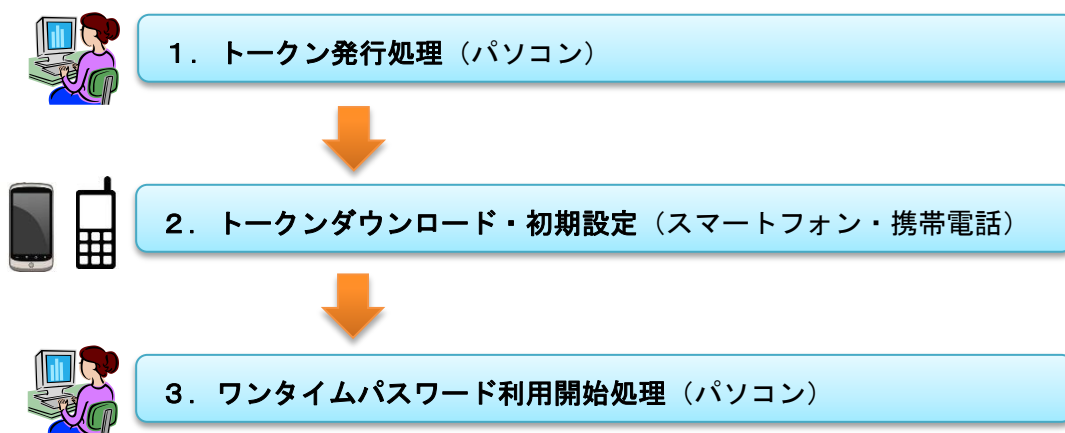 １．トークン発行処理（パソコン）
２．トークンダウンロード・初期設定（スマートフォン・携帯電話）
３．ワンタイムパスワード利用開始処理（パソコン）